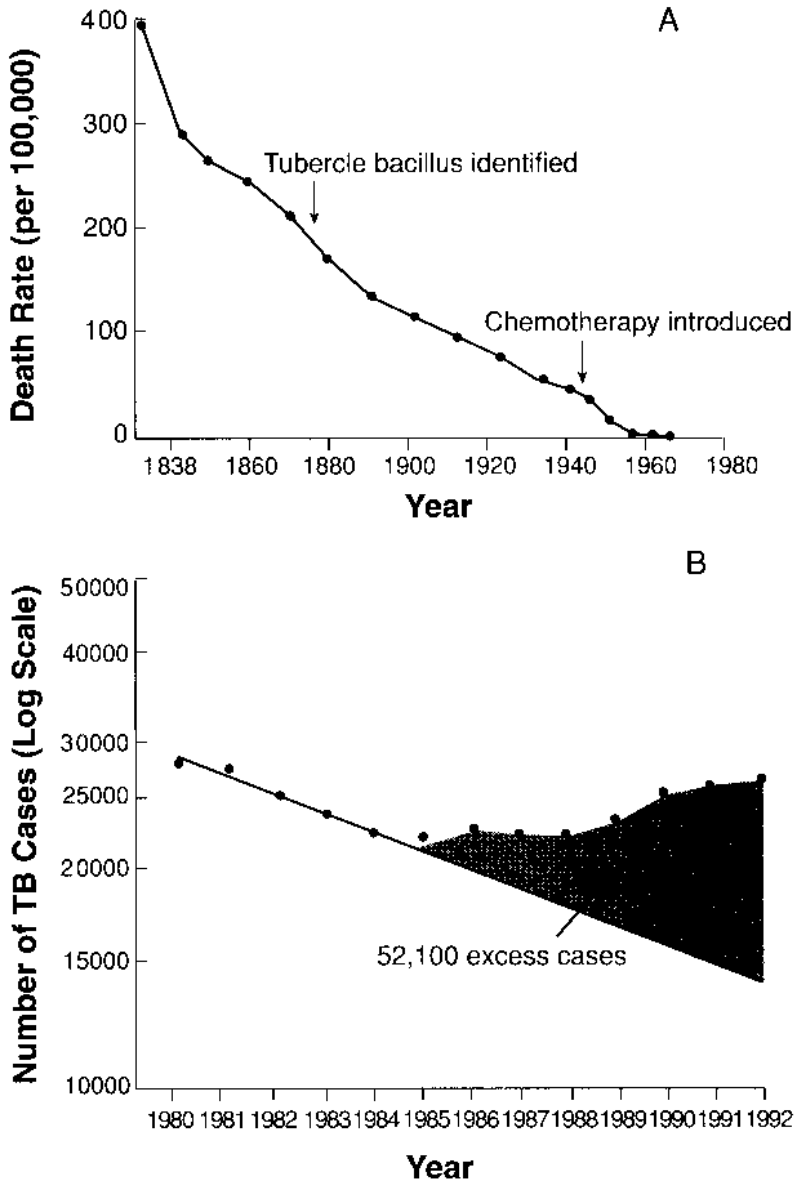 A
Death Rate (per 100,000)
400
300
200
100
0
Tubercle bacillus identified
Chemotherapy introduced
1838 1860 1880 1900 1920 1940 1960 1980
Year
B
Number of TB Cases (Log Scale)
50000
40000
30000
25000
20000
15000
10000
52,100 excess cases
1980 1981 1982 1983 1984 1985 1986 1987 1988 1989 1990 1991 1992
Year